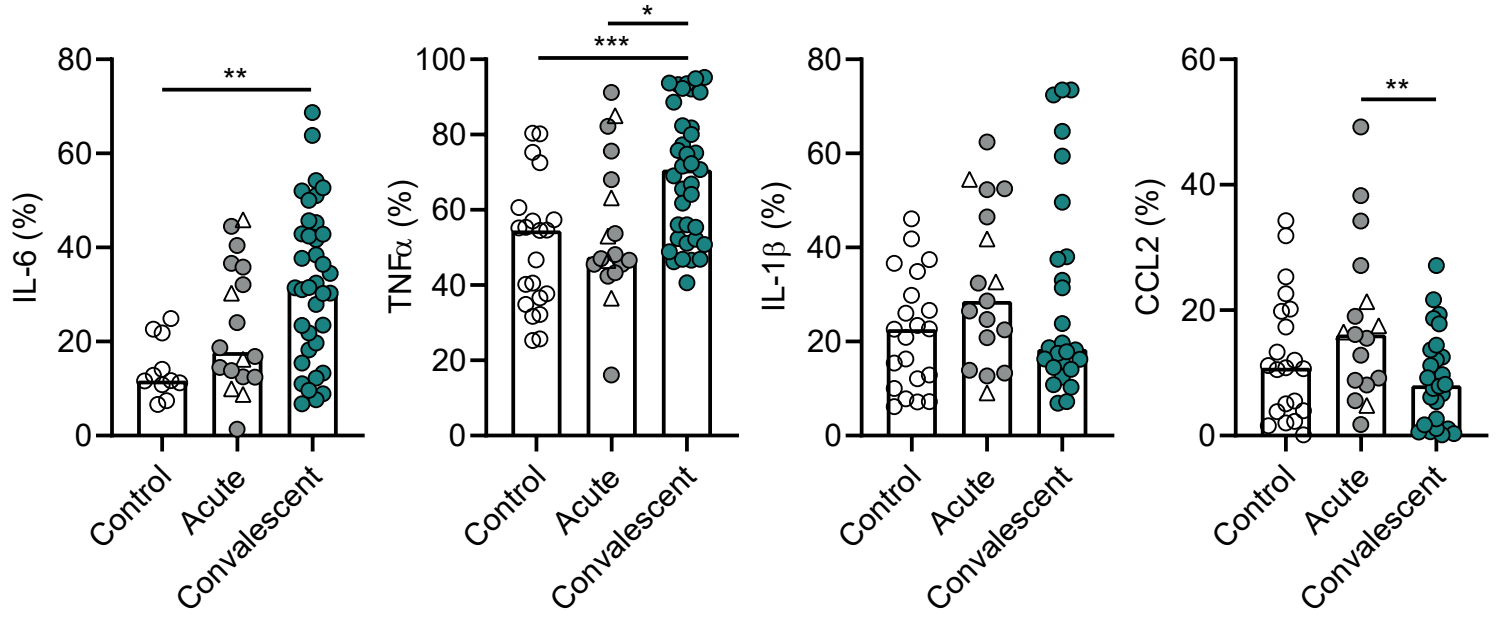 IL-6 (%)
80
60
40
20
0
**
Control
Acute
Convalescent
TNFα (%)
100
80
60
40
20
0
*
***
Control
Acute
Convalescent
IL-1β (%)
80
60
40
20
0
Control
Acute
Convalescent
CCL2 (%)
60
40
20
0
**
Control
Acute
Convalescent